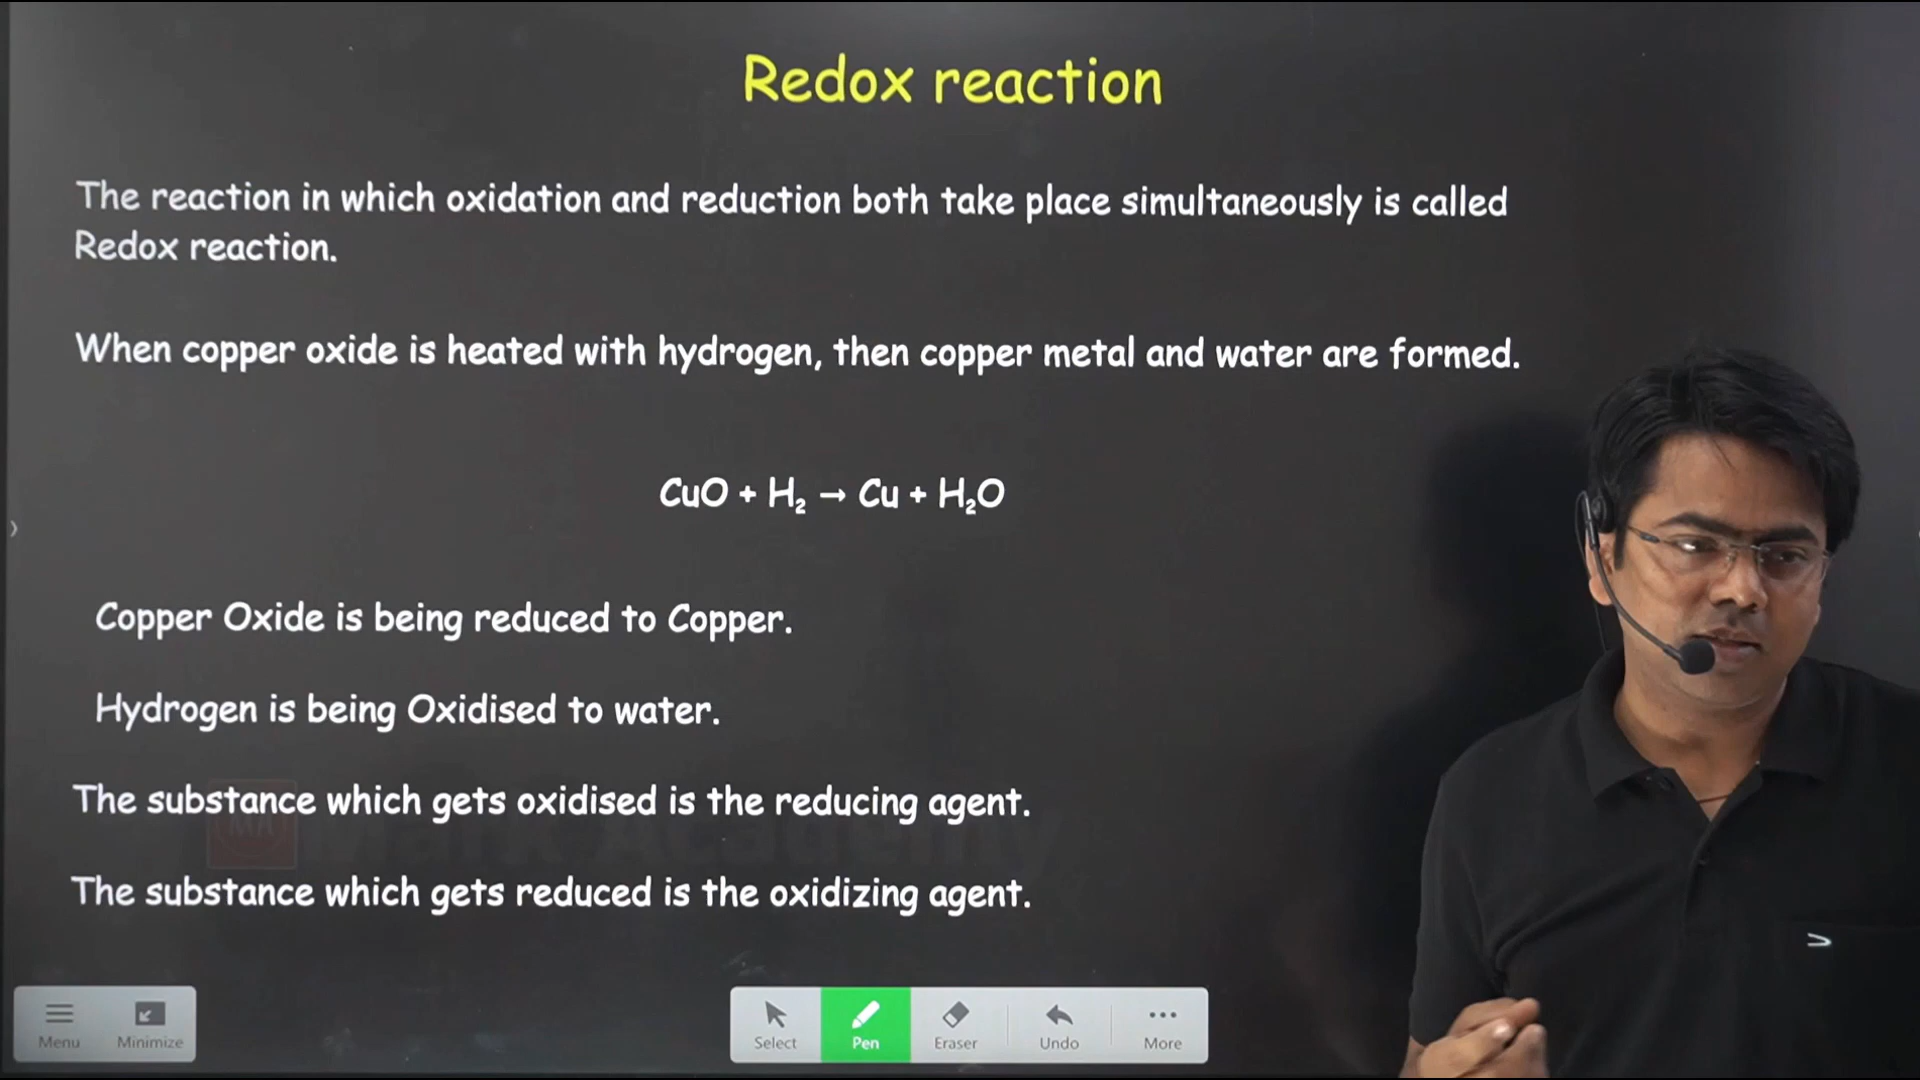 Redox reaction
The reaction in which oxidation and reduction both take place simultaneously is called
Redox reaction.
When copper oxide is heated with hydrogen, then copper metal and water are formed.
CuO + H₂ → Cu + H₂O
Copper Oxide is being reduced to Copper.
Hydrogen is being Oxidised to water.
The substance which gets oxidised is the reducing agent.
Mark Academy
The substance which gets reduced is the oxidizing agent.
Menu Minimize Select Pen Eraser Undo More